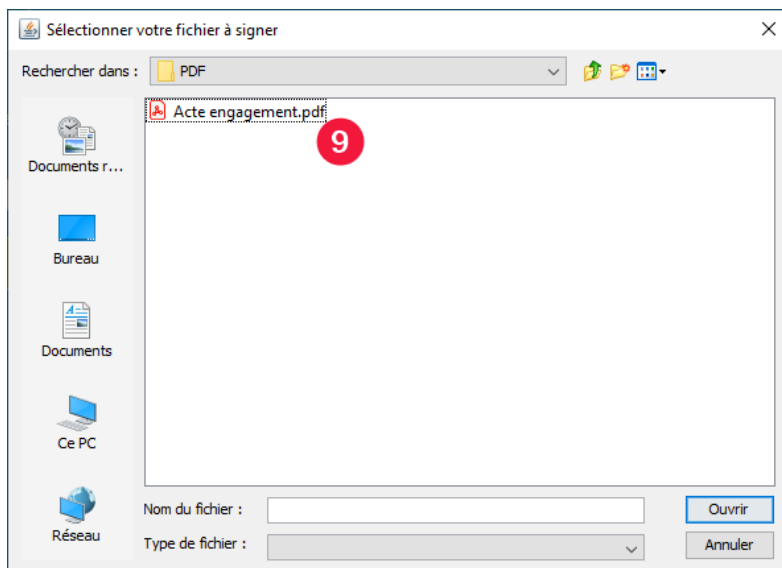 Sélectionner votre fichier à signer
Rechercher dans :
PDF
Acte engagement.pdf
9
Documents r...
Bureau
Documents
Ce PC
Réseau
Nom du fichier :
Ouvrir
Type de fichier :
Annuler